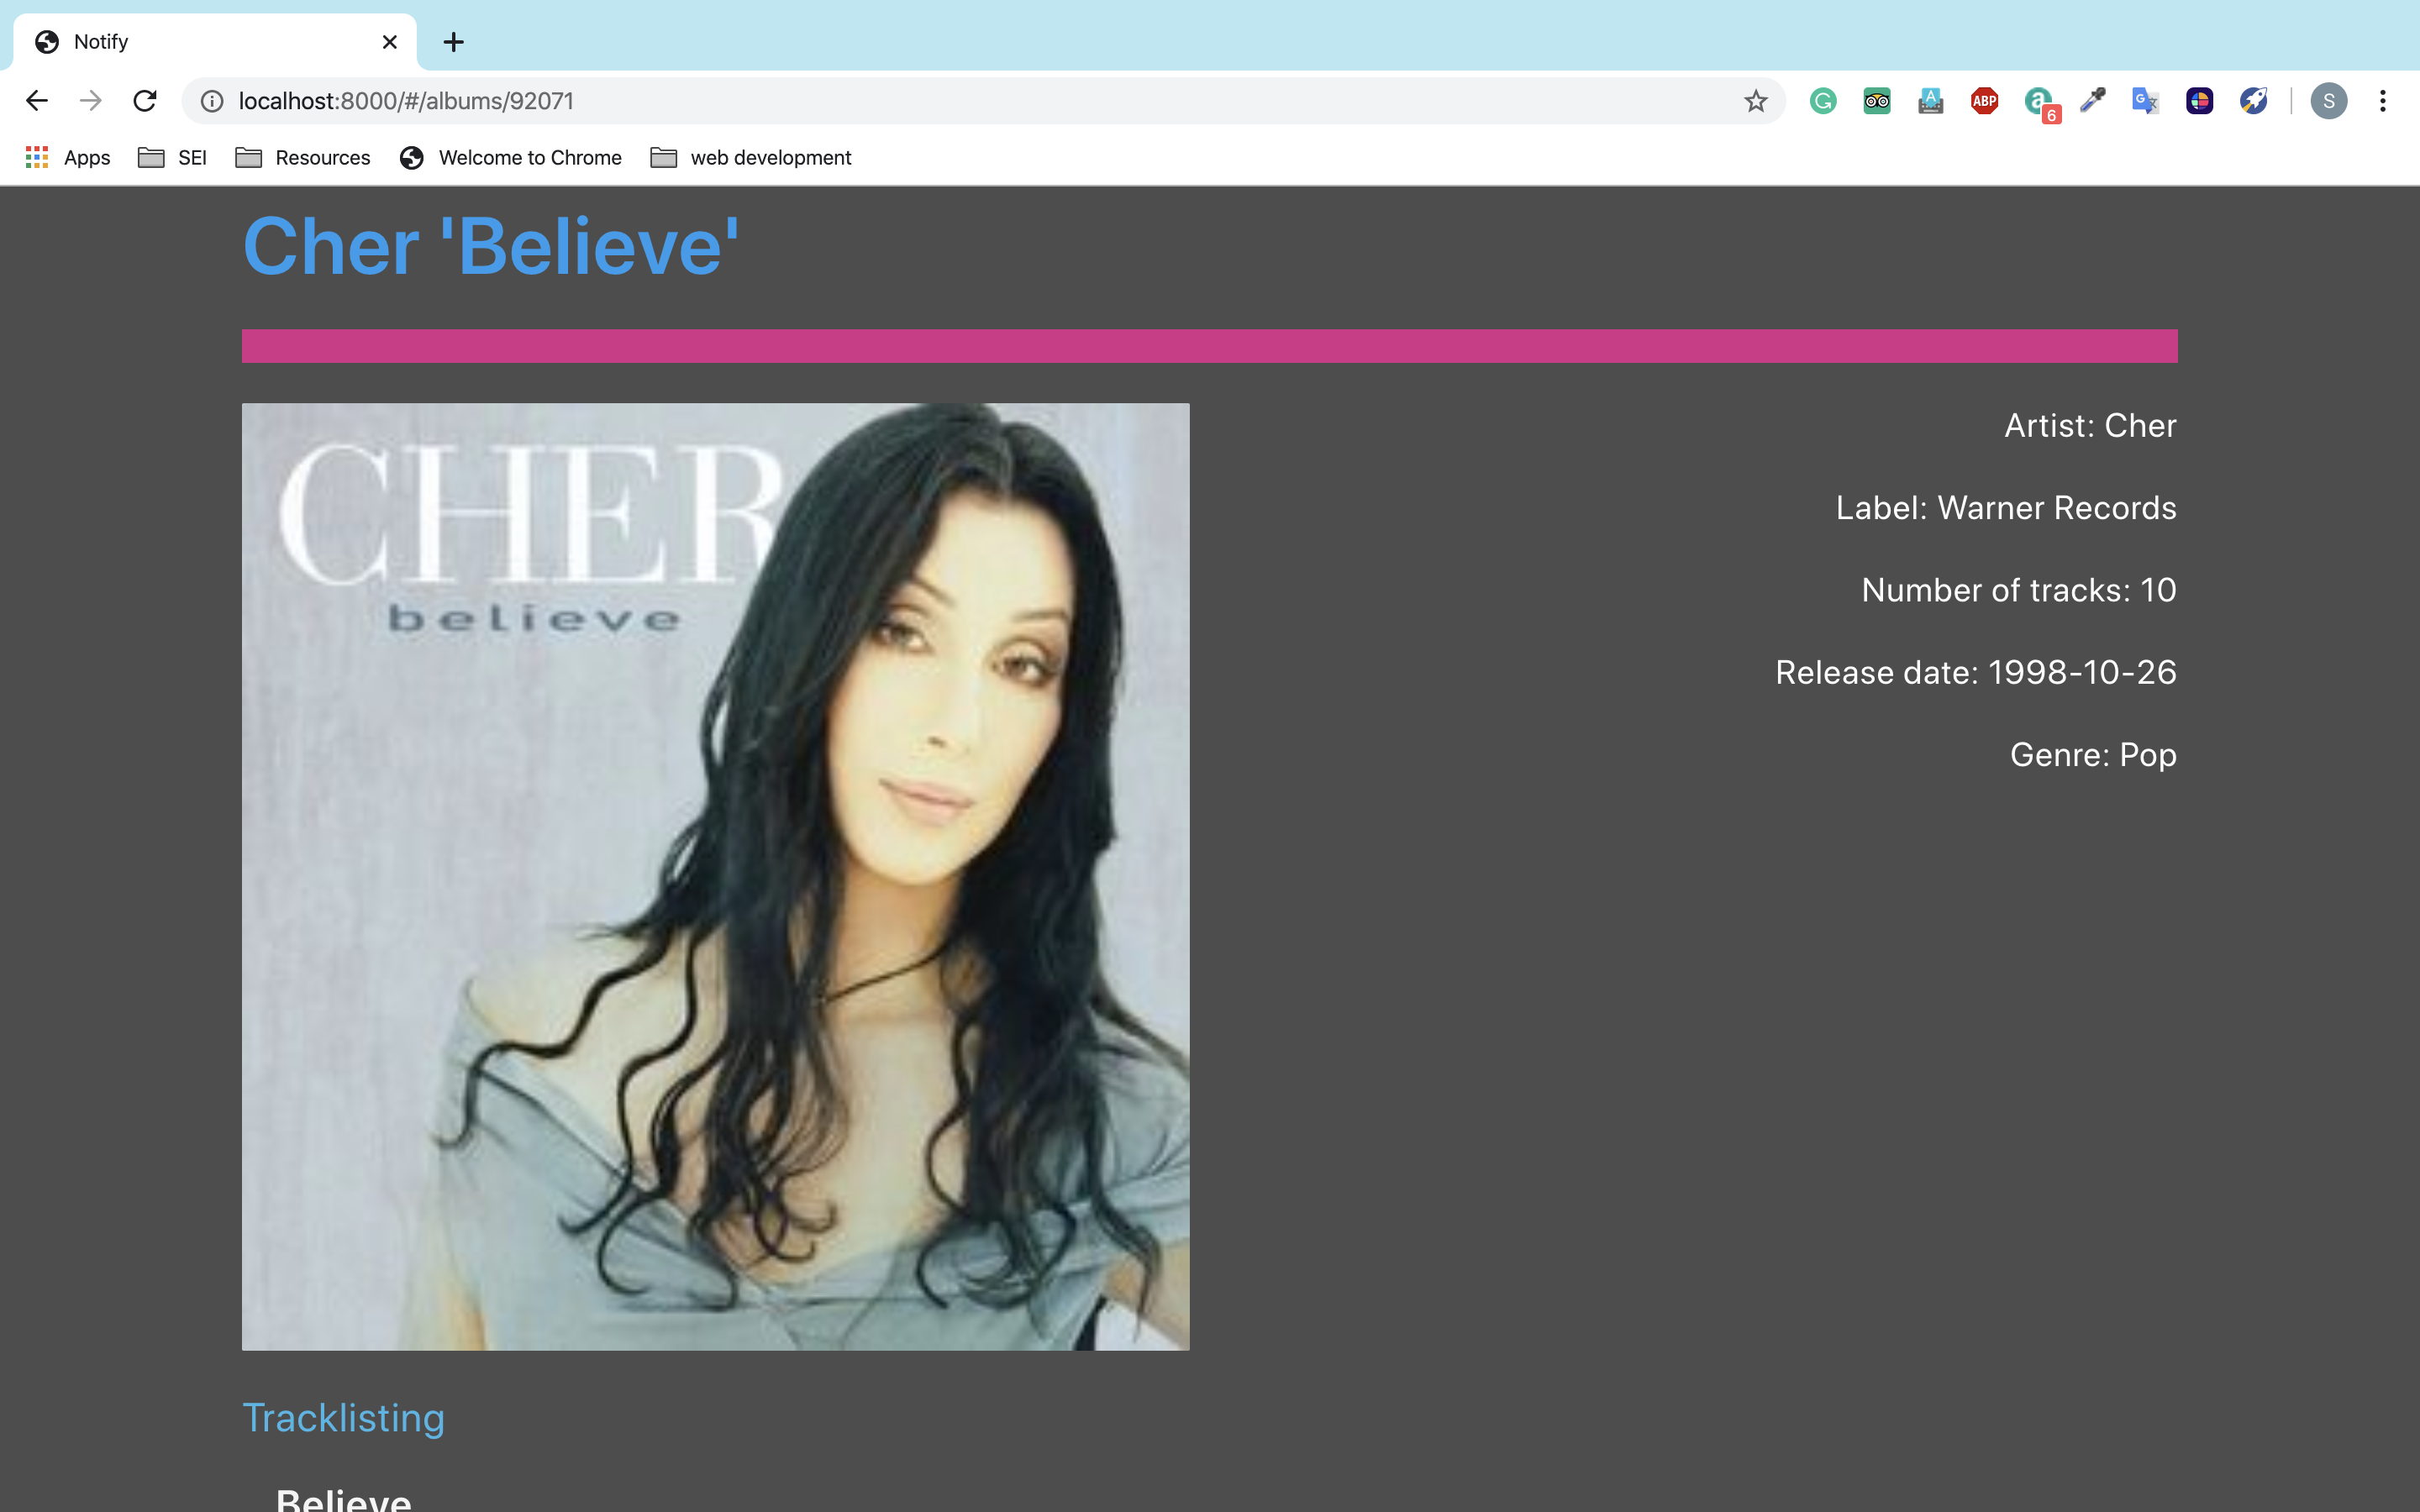 Notify
localhost:8000/#/albums/92071
ABP
6
S
Apps
SEI
Resources
Welcome to Chrome
web development
Cher 'Believe'
CHER
believe
Artist: Cher
Label: Warner Records
Number of tracks: 10
Release date: 1998-10-26
Genre: Pop
Tracklisting
Believe